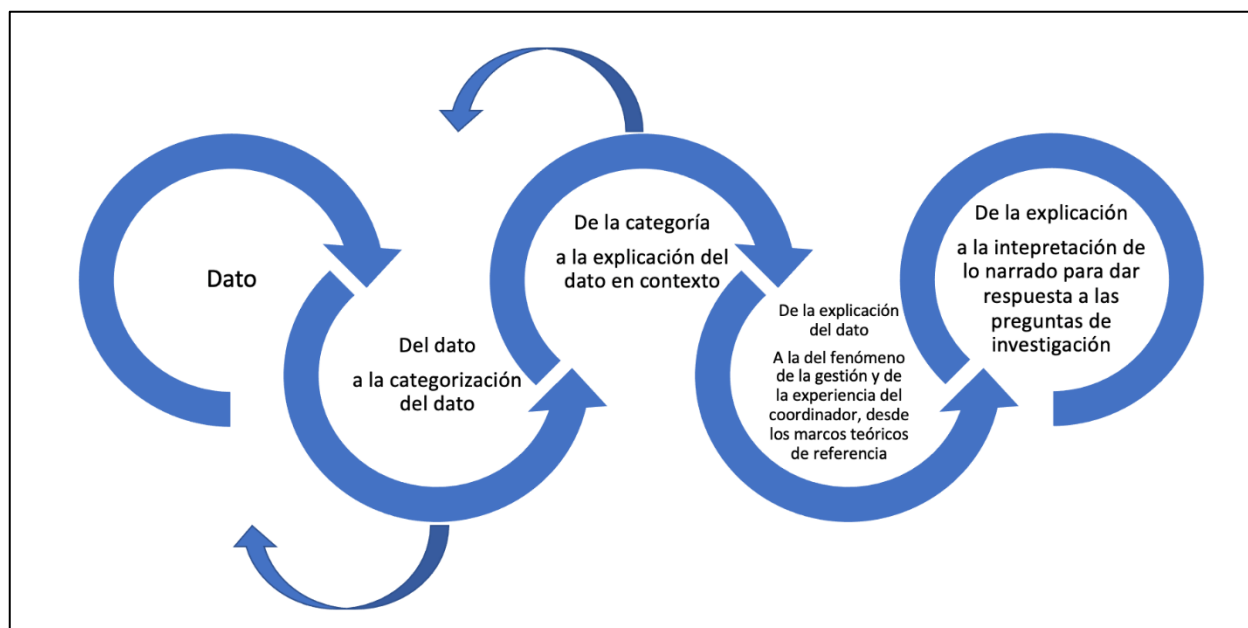 Dato
Del dato
a la categorización
del dato
De la categoría
a la explicación del
dato en contexto
De la explicación
del dato
A la del fenómeno
de la gestión y de
la experiencia del
coordinador, desde
los marcos teóricos
de referencia
De la explicación
a la intepretación de
lo narrado para dar
respuesta a las
preguntas de
investigación